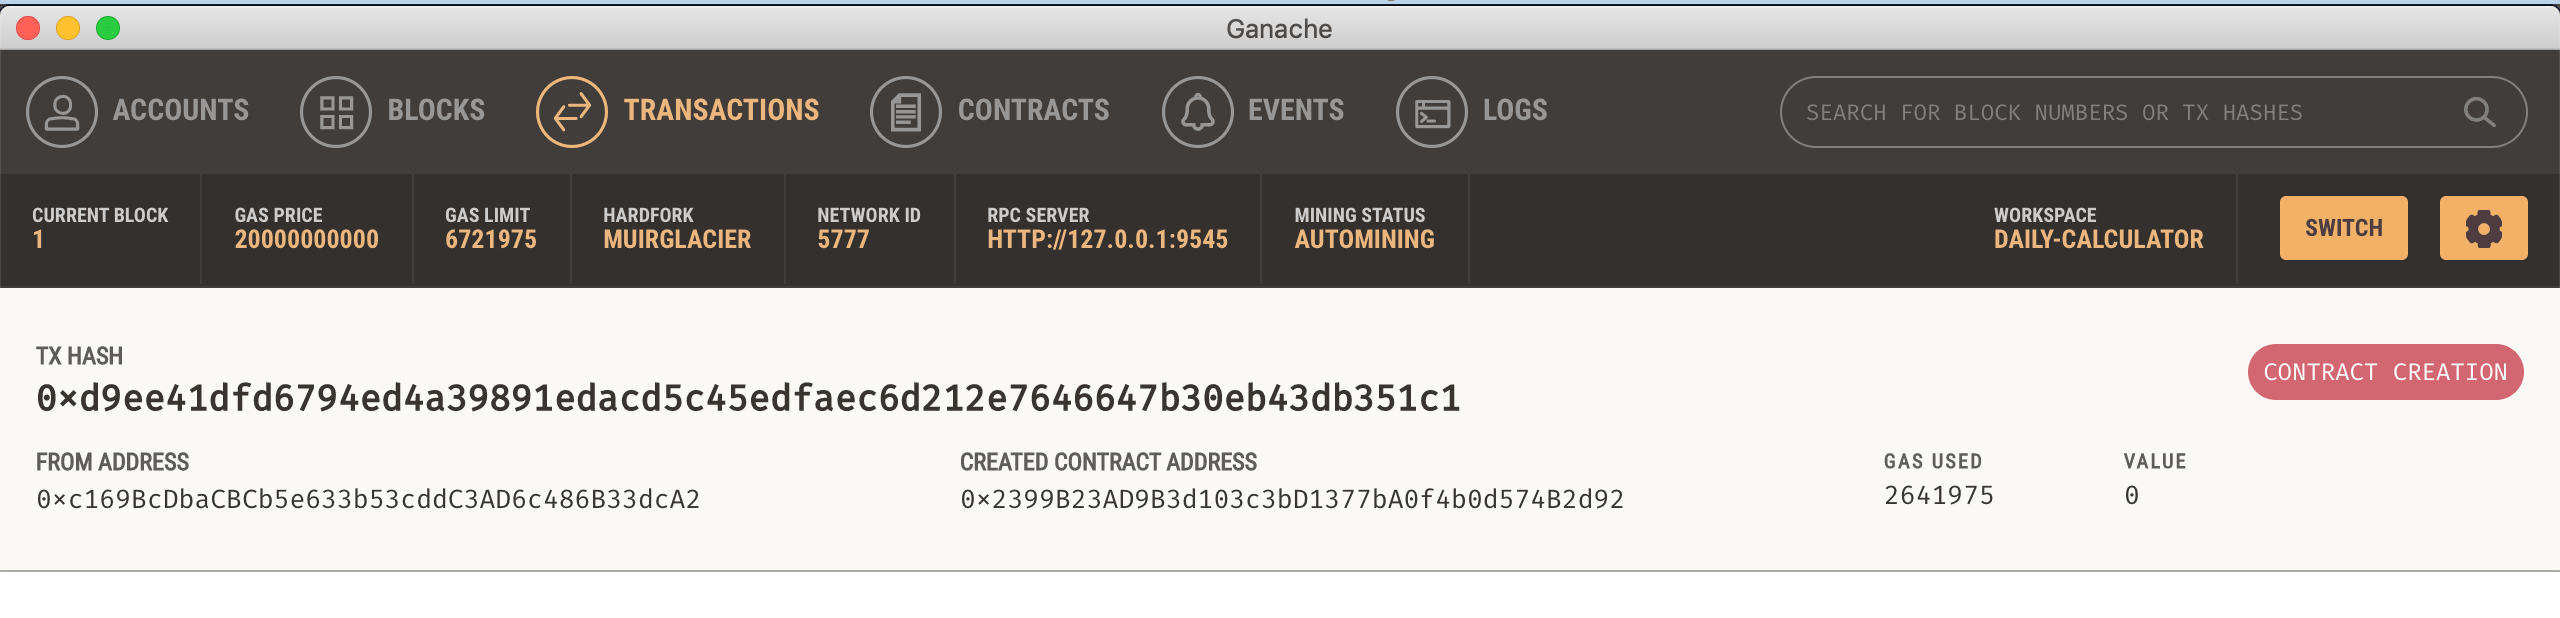 Ganache
ACCOUNTS BLOCKS TRANSACTIONS CONTRACTS EVENTS LOGS SEARCH FOR BLOCK NUMBERS OR TX HASHES
CURRENT BLOCK GAS PRICE GAS LIMIT HARDFORK NETWORK ID RPC SERVER MINING STATUS WORKSPACE
1 20000000000 6721975 MUIRGLACIER 5777 HTTP://127.0.0.1:9545 AUTOMINING DAILY-CALCULATOR SWITCH
TX HASH
0×d9ee41dfd6794ed4a39891edacd5c45edfaec6d212e7646647b30eb43db351c1 CONTRACT CREATION
FROM ADDRESS CREATED CONTRACT ADDRESS GAS USED VALUE
0×c169BcDbaCBCb5e633b53cddC3AD6c486B33dcA2 0×2399B23AD9B3d103c3bD1377bA0f4b0d574B2d92 2641975 0